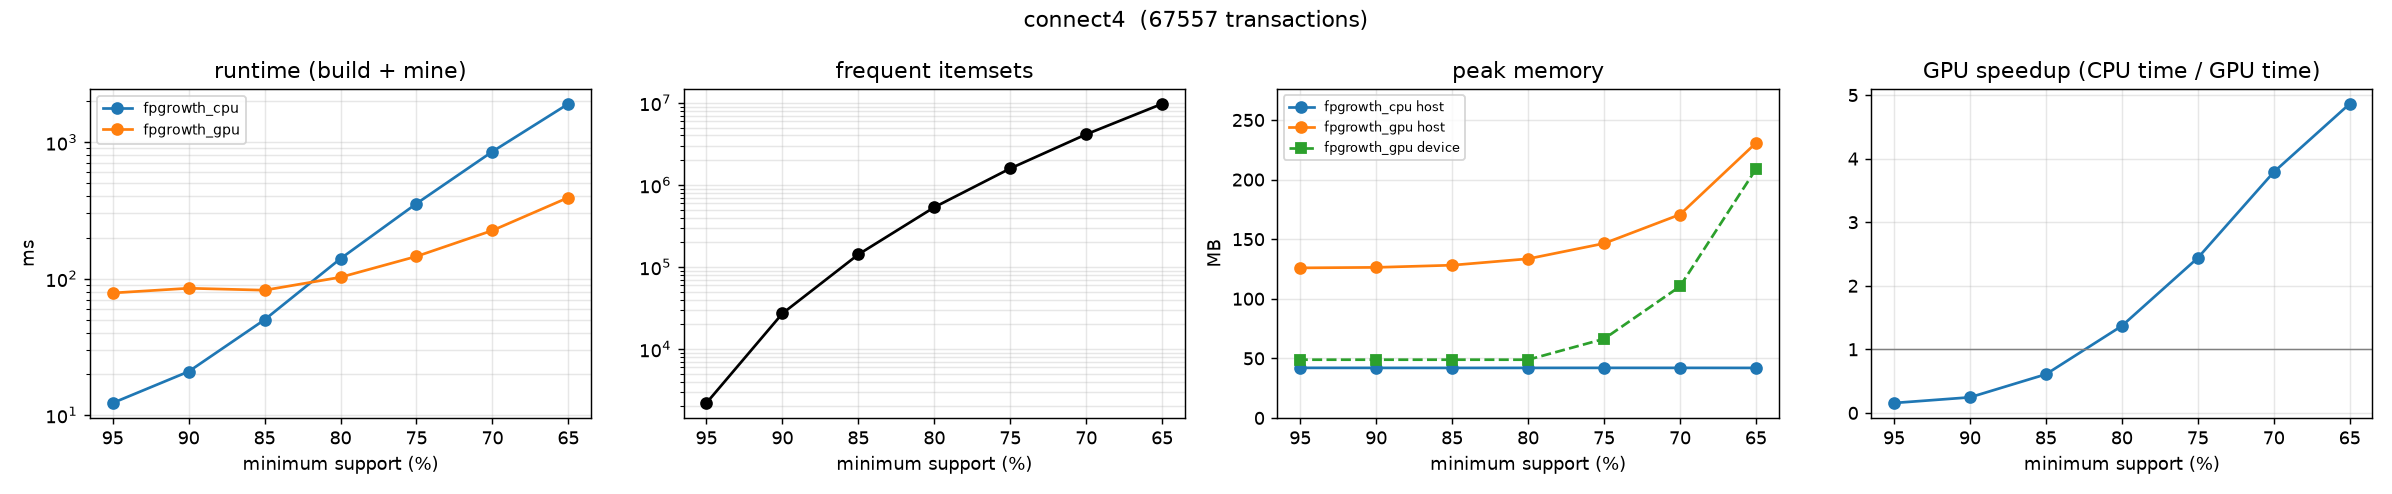 connect4  (67557 transactions)
runtime (build + mine)
fpgrowth_cpu
fpgrowth_gpu
ms
10³
10²
10¹
95 90 85 80 75 70 65
minimum support (%)
frequent itemsets
10⁷
10⁶
10⁵
10⁴
95 90 85 80 75 70 65
minimum support (%)
peak memory
fpgrowth_cpu host
fpgrowth_gpu host
fpgrowth_gpu device
MB
250
200
150
100
50
0
95 90 85 80 75 70 65
minimum support (%)
GPU speedup (CPU time / GPU time)
5
4
3
2
1
0
95 90 85 80 75 70 65
minimum support (%)